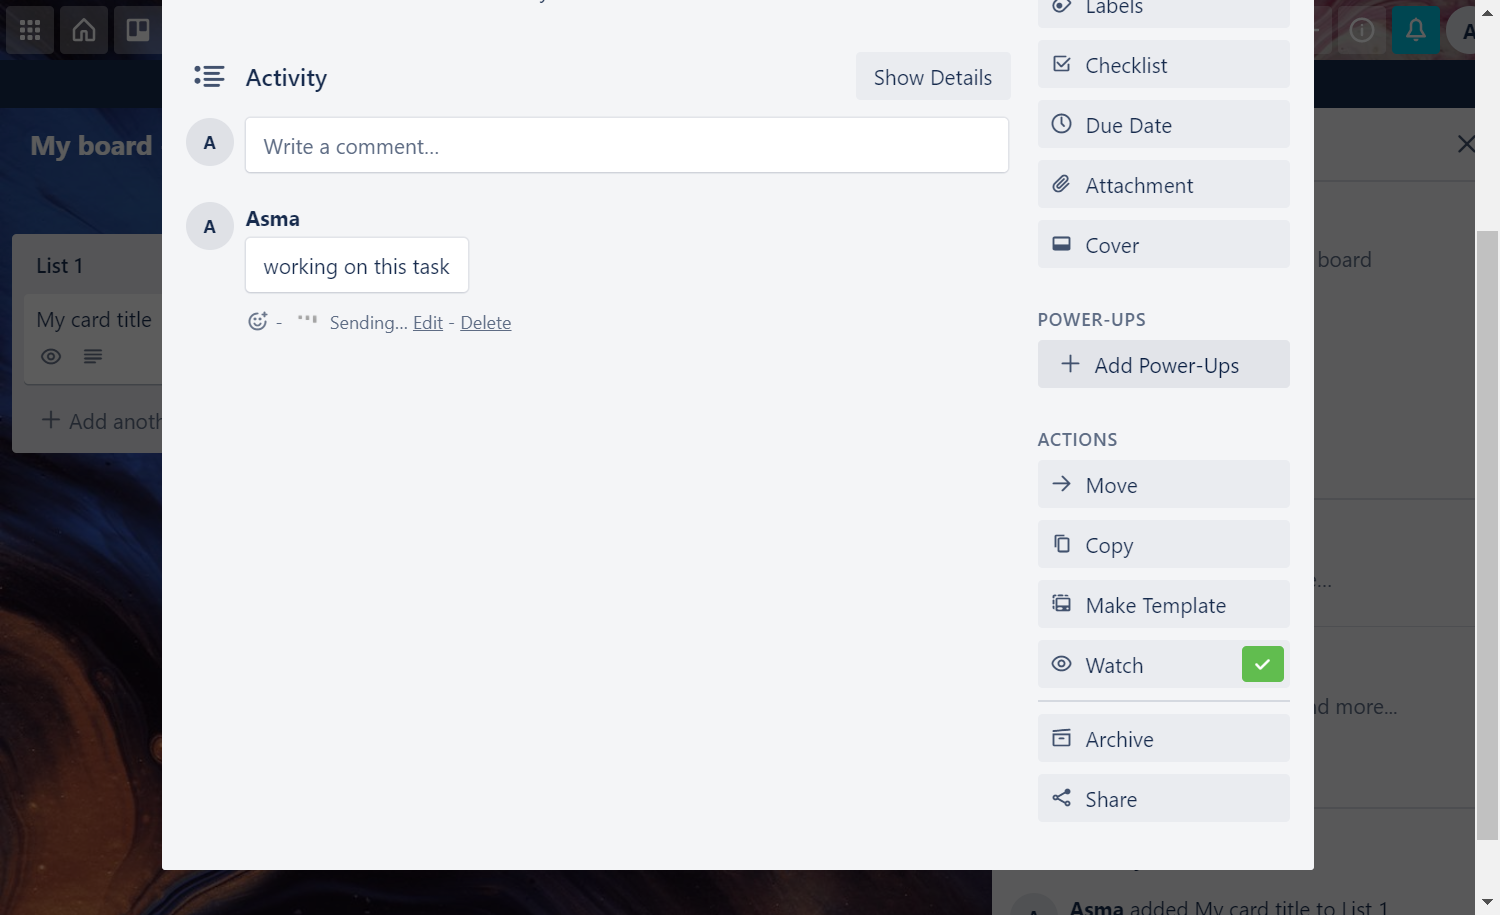 Labels
Activity
Show Details
Checklist
A
Write a comment...
Due Date
A
My board
Attachment
A
Asma
working on this task
Cover
board
List 1
My card title
Sending... Edit - Delete
POWER-UPS
Add Power-Ups
Add anoth
ACTIONS
Move
Copy
Make Template
e...
Watch
d more...
Archive
Share
Asma added My card title to List 1